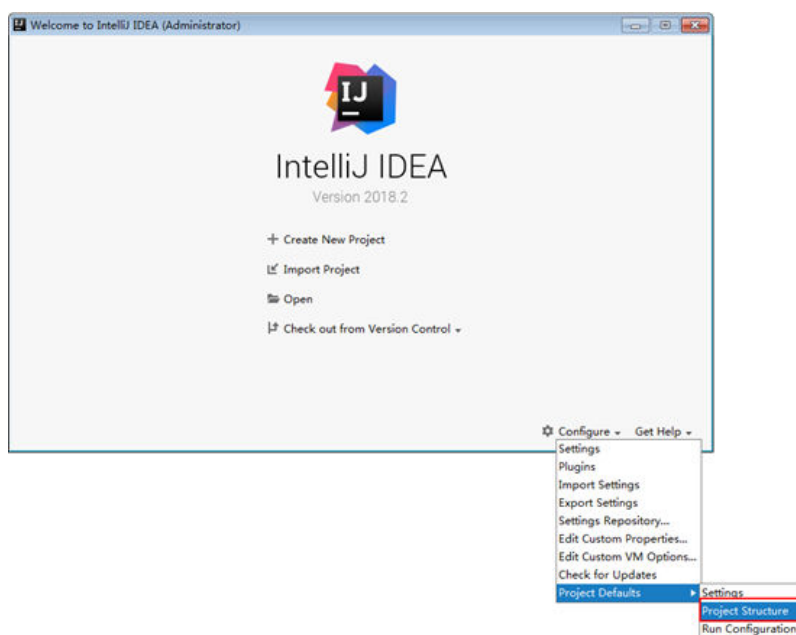 Welcome to IntelliJ IDEA (Administrator)
IJ
IntelliJ IDEA
Version 2018.2
Create New Project
Import Project
Open
Check out from Version Control
Configure Get Help
Settings
Plugins
Import Settings
Export Settings
Settings Repository...
Edit Custom Properties...
Edit Custom VM Options...
Check for Updates
Project Defaults
Settings
Project Structure
Run Configuration